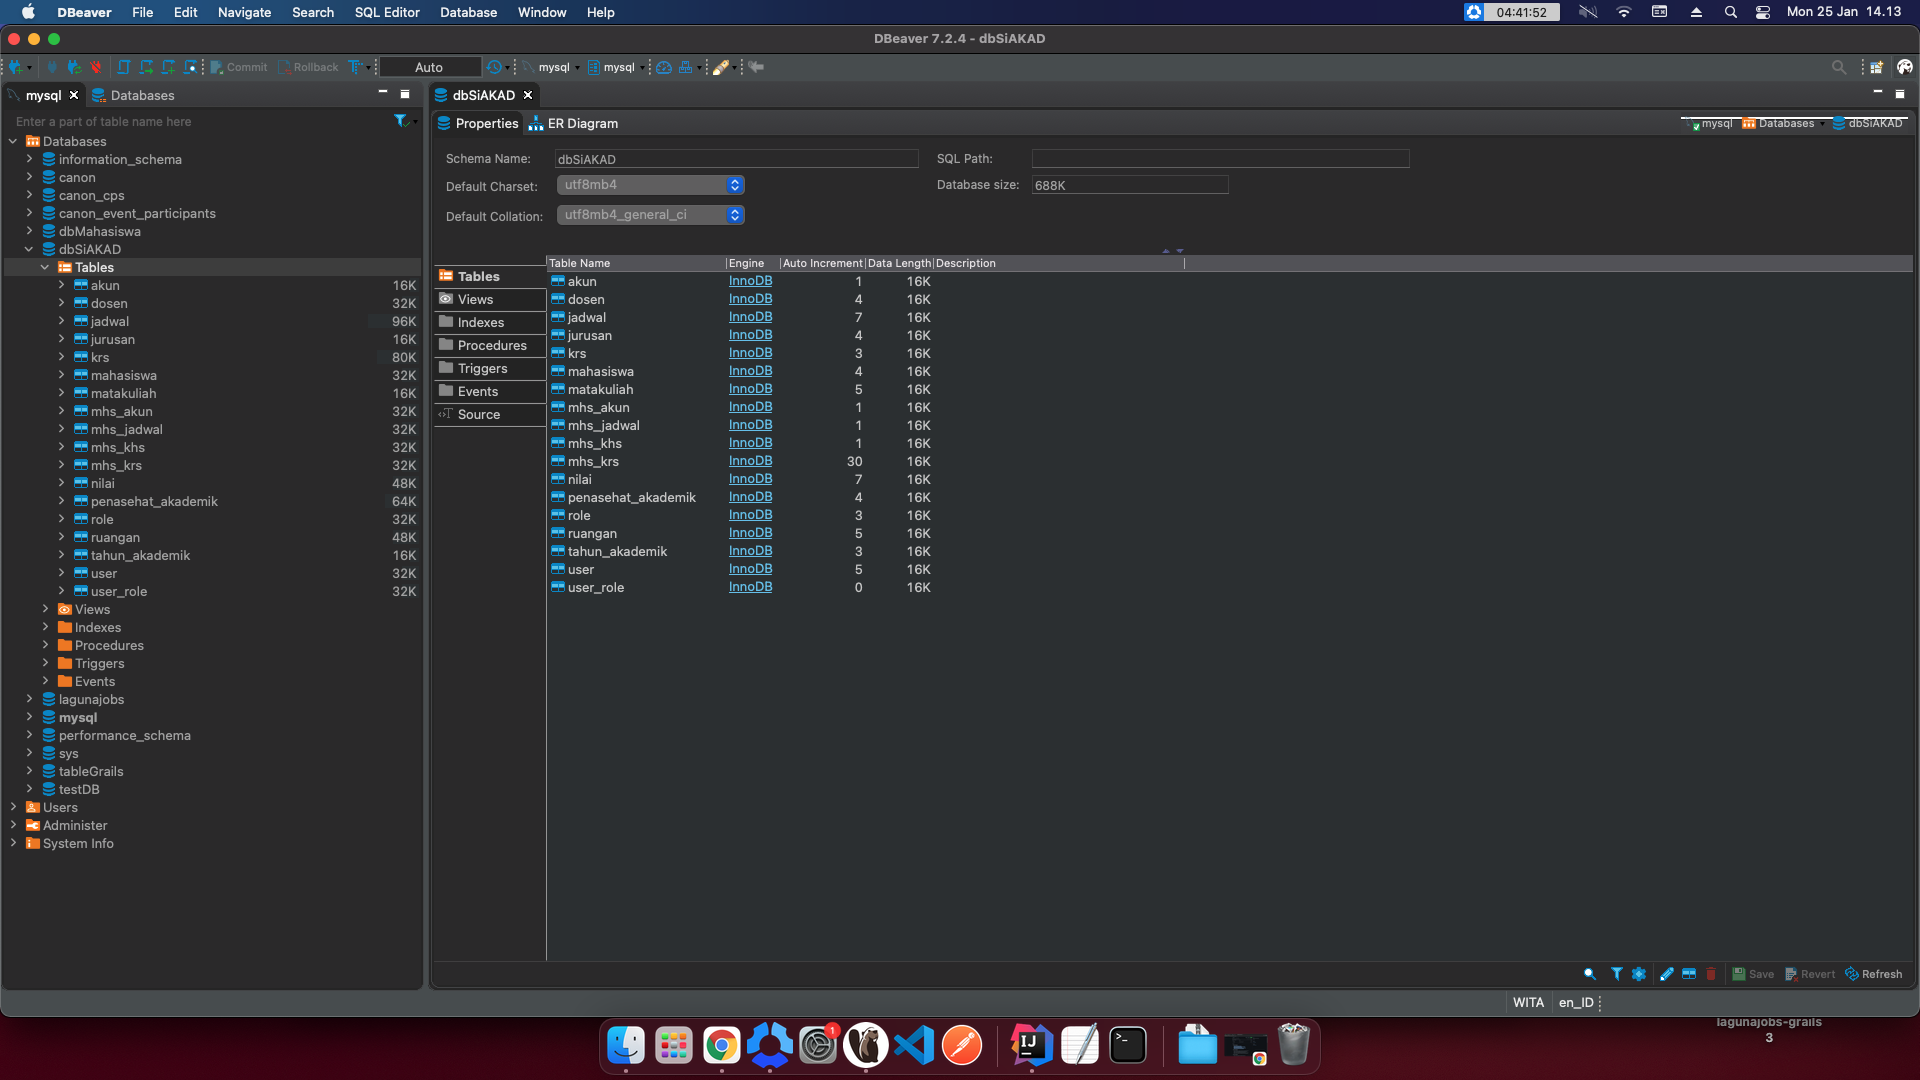 DBeaver File Edit Navigate Search SQL Editor Database Window Help 04:41:52 Mon 25 Jan 14.13
DBeaver 7.2.4 - dbSiAKAD
Commit Rollback Auto mysql mysql
mysql Databases
Enter a part of table name here
Databases
information_schema
canon
canon_cps
canon_event_participants
dbMahasiswa
dbSiAKAD
Tables
akun 16K
dosen 32K
jadwal 96K
jurusan 16K
krs 80K
mahasiswa 32K
matakuliah 16K
mhs_akun 32K
mhs_jadwal 32K
mhs_khs 32K
mhs_krs 32K
nilai 48K
penasehat_akademik 64K
role 32K
ruangan 48K
tahun_akademik 16K
user 32K
user_role 32K
Views
Indexes
Procedures
Triggers
Events
lagunajobs
mysql
performance_schema
sys
tableGrails
testDB
Users
Administer
System Info
dbSiAKAD
Properties ER Diagram mysql Databases dbSiAKAD
Schema Name: dbSiAKAD SQL Path:
Default Charset: utf8mb4 Database size: 688K
Default Collation: utf8mb4_general_ci
Tables
Views
Indexes
Procedures
Triggers
Events
Source
Table Name Engine Auto Increment Data Length Description
akun InnoDB 1 16K
dosen InnoDB 4 16K
jadwal InnoDB 7 16K
jurusan InnoDB 4 16K
krs InnoDB 3 16K
mahasiswa InnoDB 4 16K
matakuliah InnoDB 5 16K
mhs_akun InnoDB 1 16K
mhs_jadwal InnoDB 1 16K
mhs_khs InnoDB 1 16K
mhs_krs InnoDB 30 16K
nilai InnoDB 7 16K
penasehat_akademik InnoDB 4 16K
role InnoDB 3 16K
ruangan InnoDB 5 16K
tahun_akademik InnoDB 3 16K
user InnoDB 5 16K
user_role InnoDB 0 16K
Save Revert Refresh
WITA en_ID
lagunajobs-grails
3
1
IJ